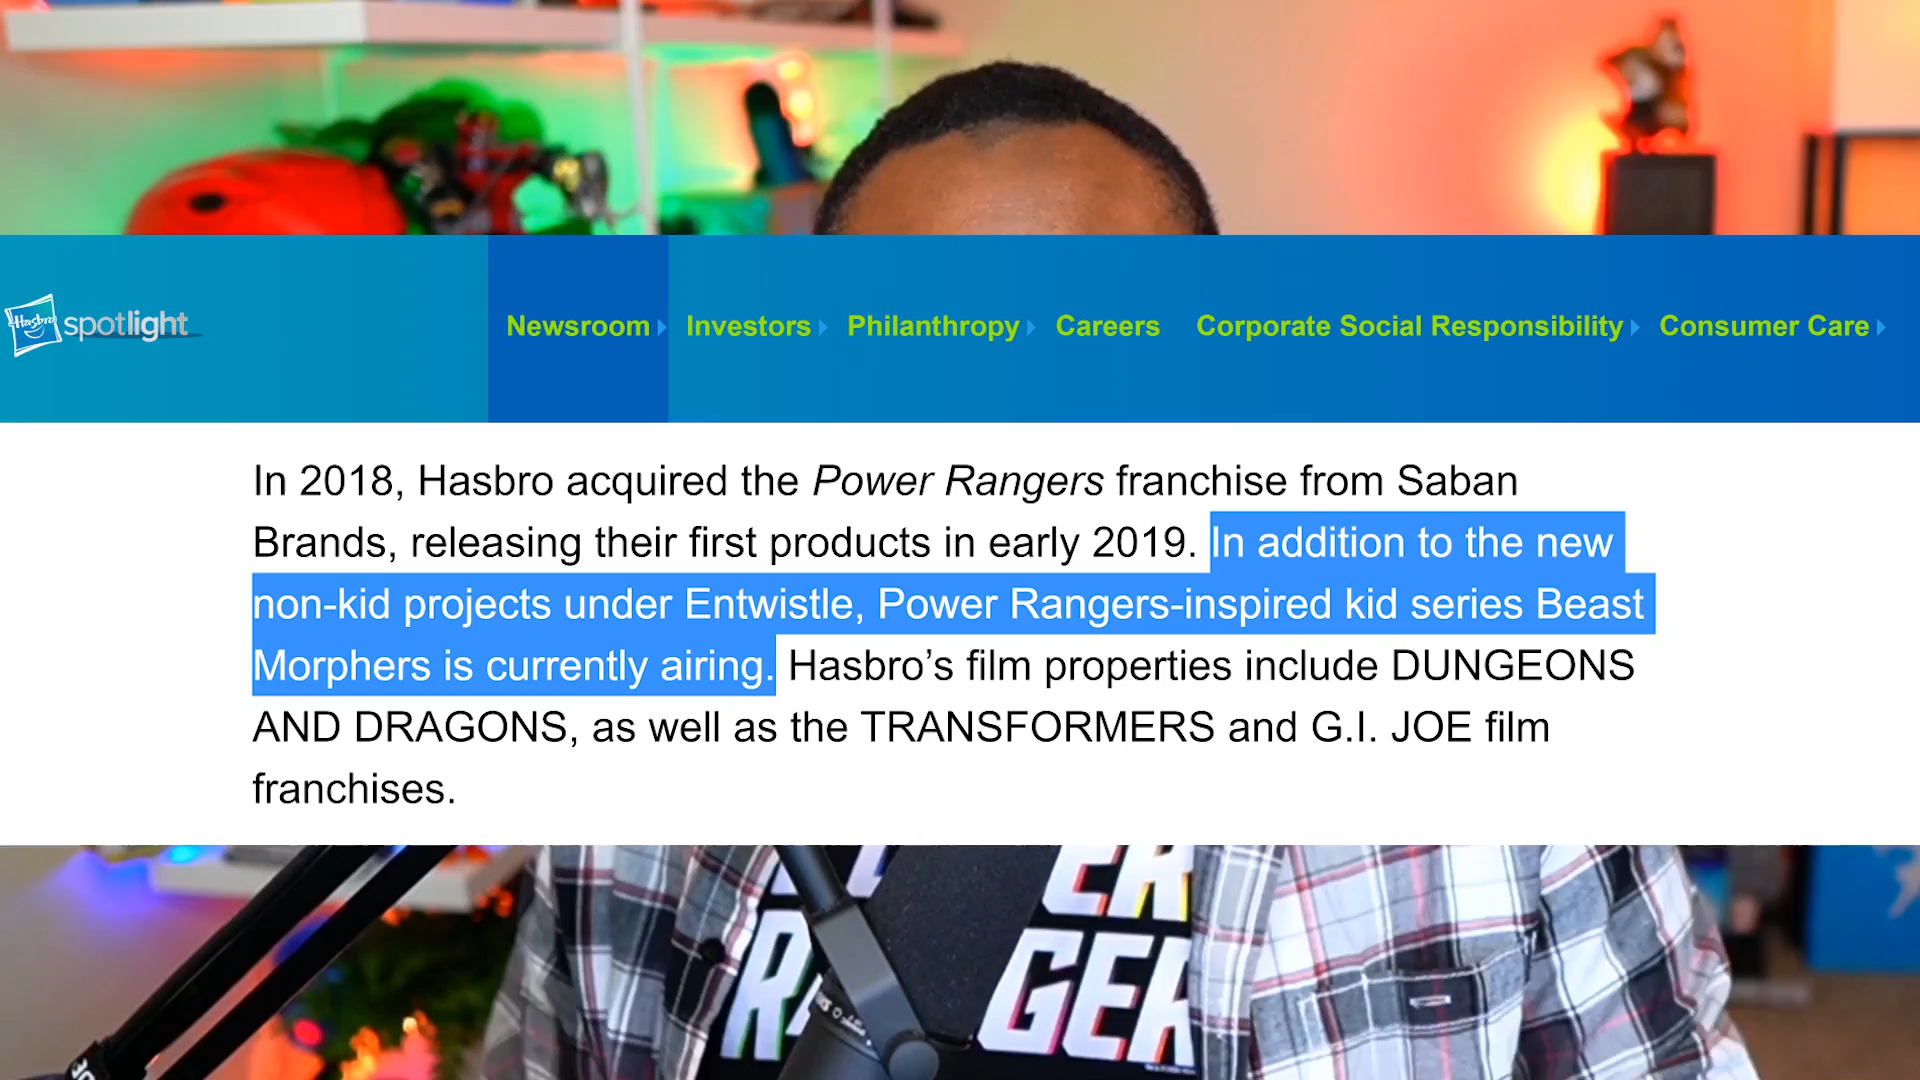 Hasbro spotlight
Newsroom Investors Philanthropy Careers Corporate Social Responsibility Consumer Care
In 2018, Hasbro acquired the Power Rangers franchise from Saban
Brands, releasing their first products in early 2019. In addition to the new
non-kid projects under Entwistle, Power Rangers-inspired kid series Beast
Morphers is currently airing. Hasbro’s film properties include DUNGEONS
AND DRAGONS, as well as the TRANSFORMERS and G.I. JOE film
franchises.